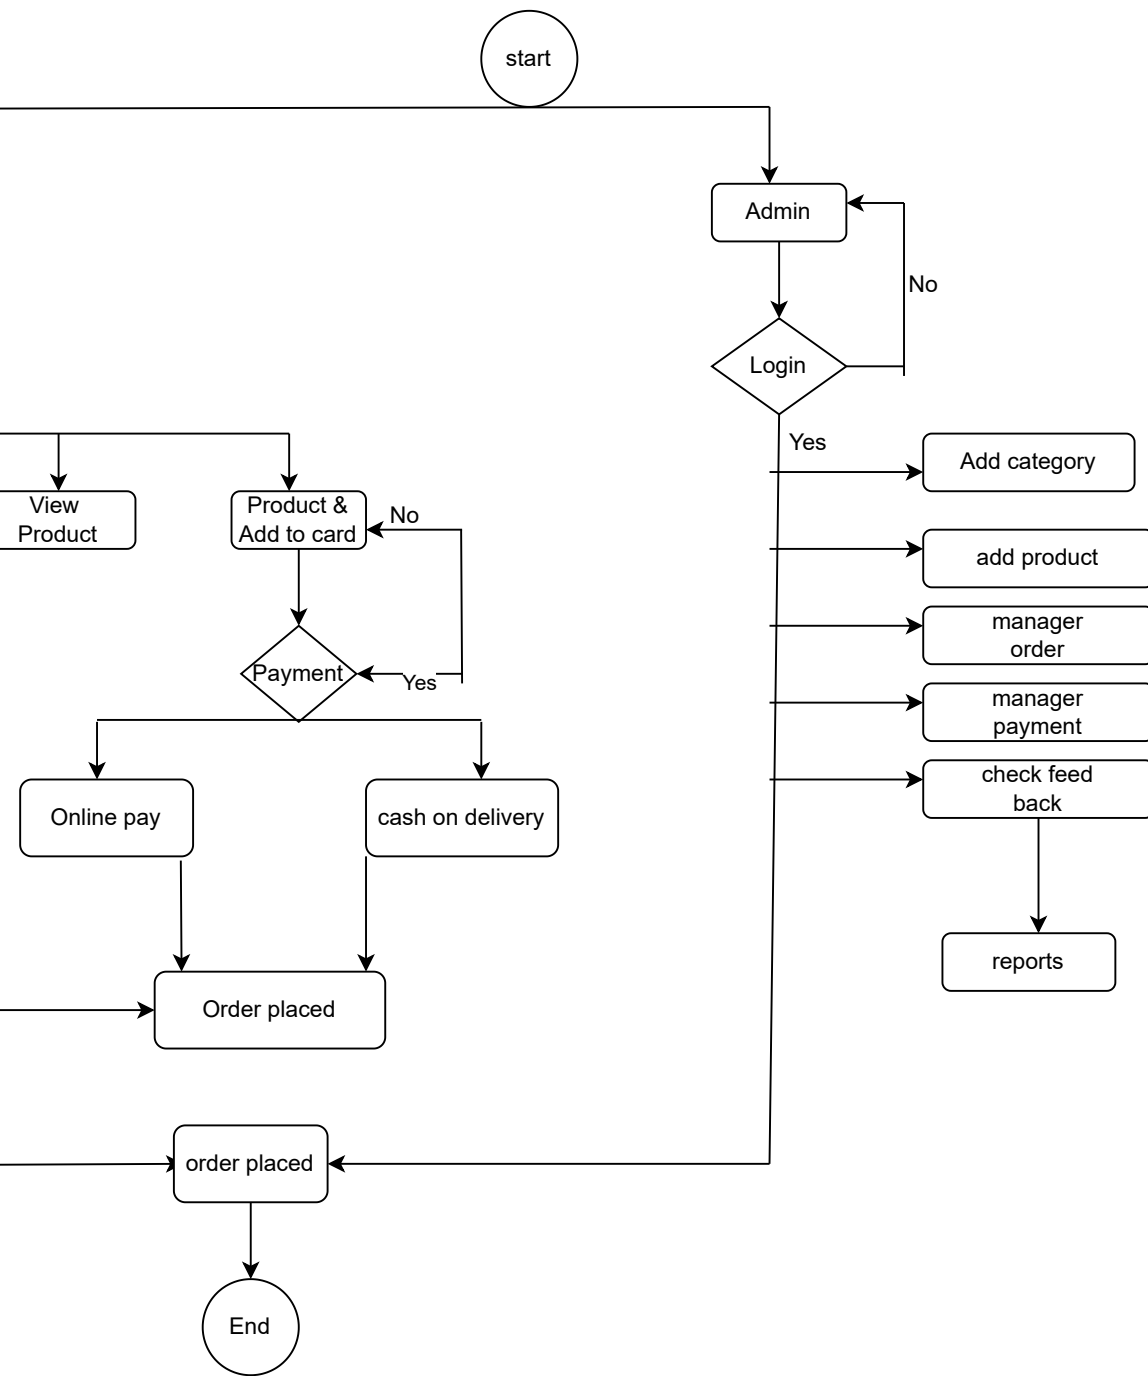 start
Admin
No
Login
Yes
Add category
View
Product
Product &
Add to card
No
add product
manager
order
Payment
Yes
manager
payment
check feed
back
Online pay
cash on delivery
reports
Order placed
order placed
End